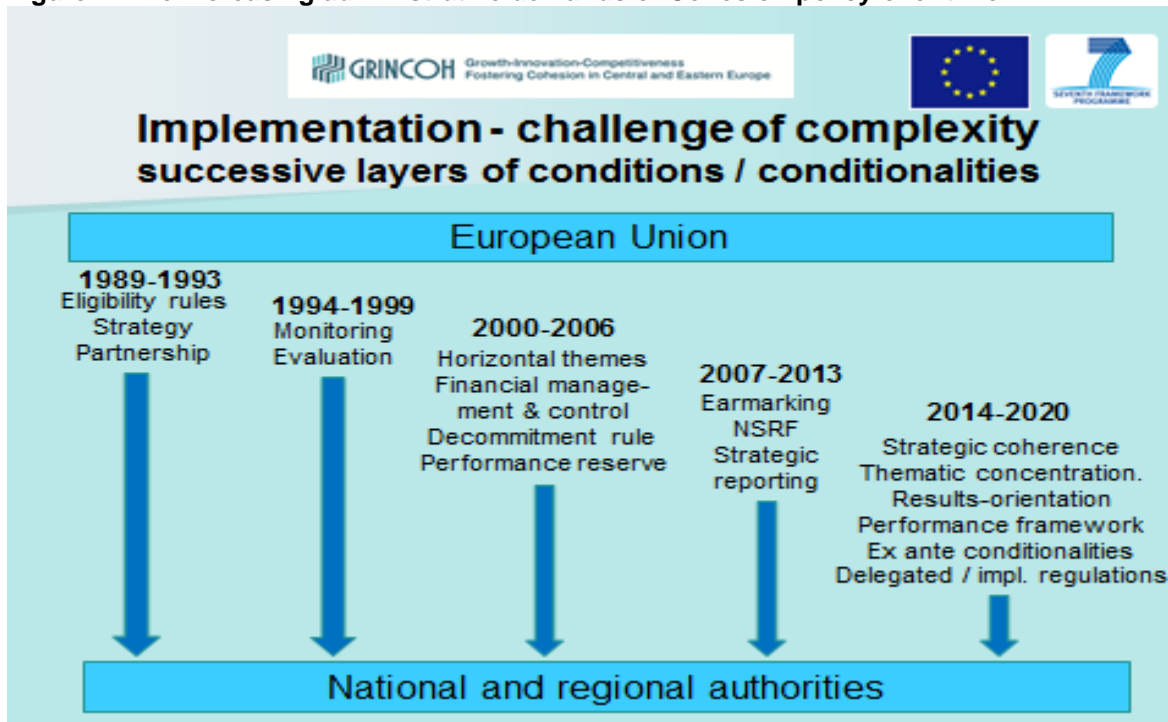 GRINCOH Growth-Innovation-Competitiveness
Fostering Cohesion in Central and Eastern Europe
SEVENTH FRAMEWORK
PROGRAMME
Implementation - challenge of complexity
successive layers of conditions / conditionalities
European Union
1989-1993
Eligibility rules
Strategy
Partnership
1994-1999
Monitoring
Evaluation
2000-2006
Horizontal themes
Financial manage-
ment & control
Decommitment rule
Performance reserve
2007-2013
Earmarking
NSRF
Strategic
reporting
2014-2020
Strategic coherence
Thematic concentration.
Results-orientation
Performance framework
Ex ante conditionalities
Delegated / impl. regulations
National and regional authorities